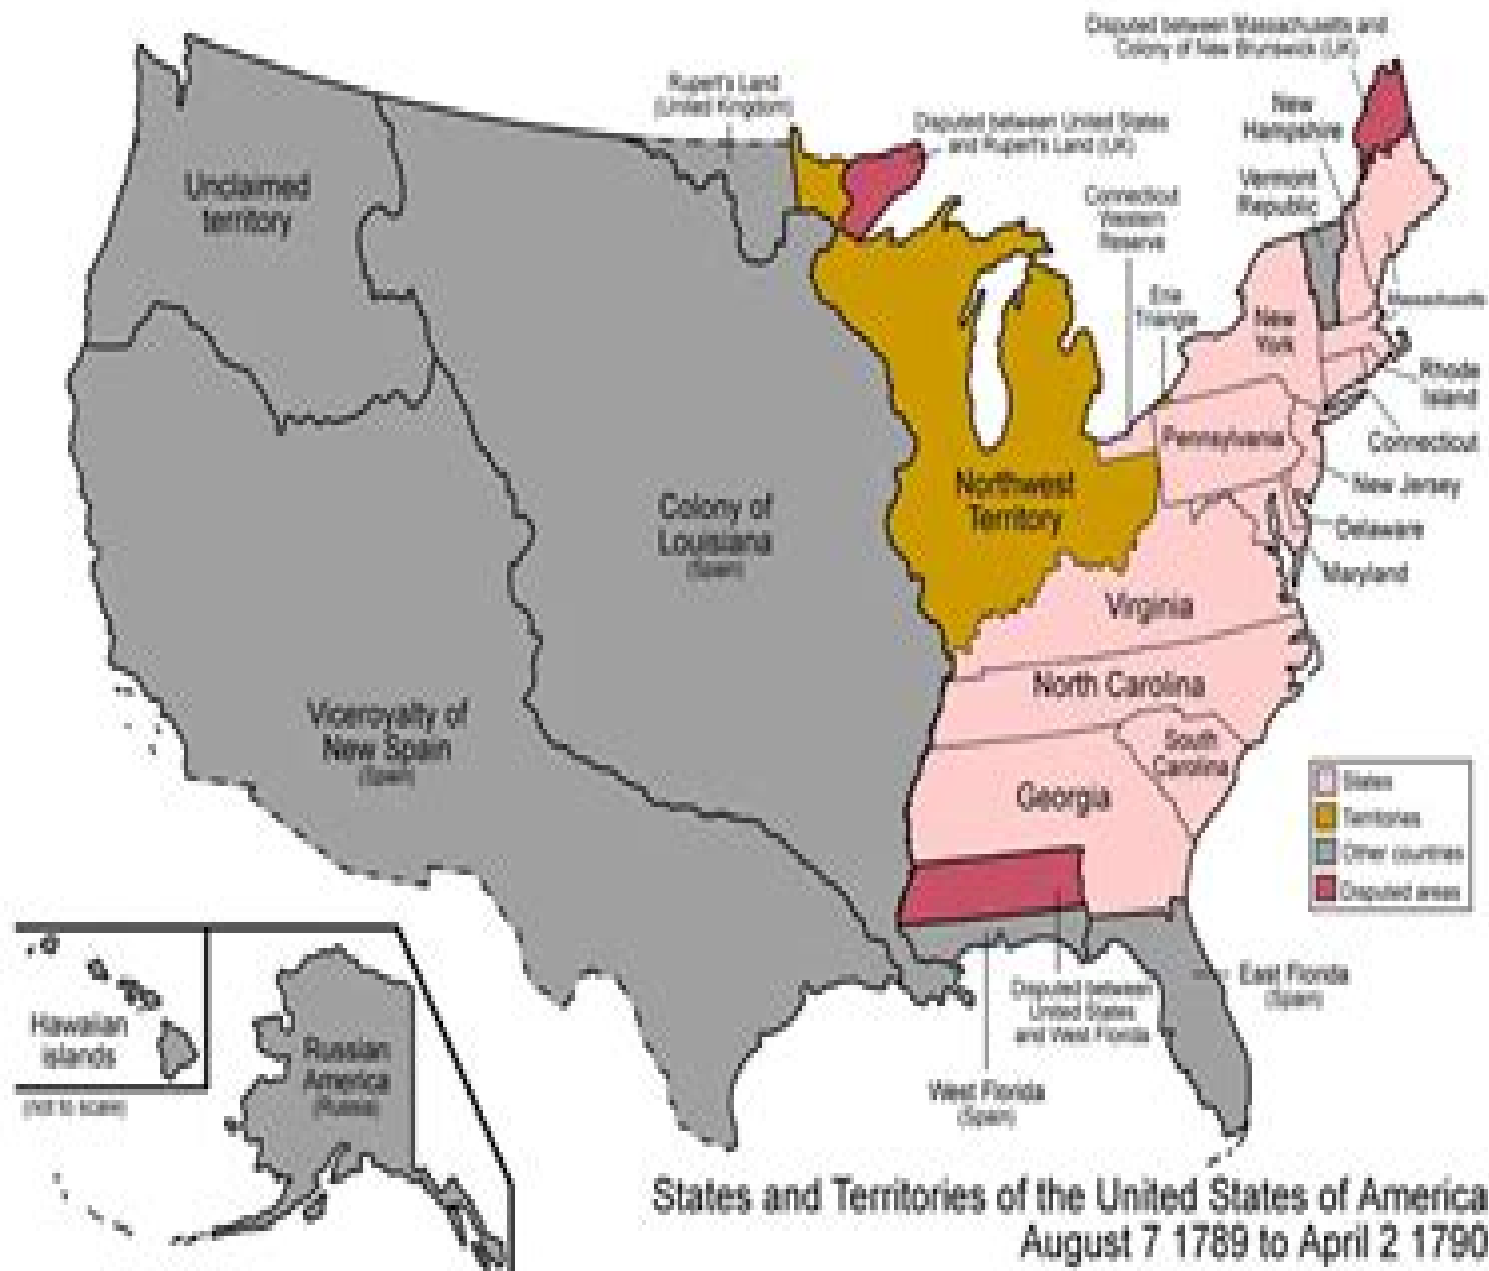 Disputed between Massachusetts and
Colony of New Brunswick (UK)
Rupert's Land
(United Kingdom)
Disputed between United States
and Rupert's Land (UK)
New
Hampshire
Vermont
Republic
Connecticut
Western
Reserve
Erie
Triangle
Unclaimed
territory
New
York
Massachusetts
Rhode
Island
Connecticut
Pennsylvania
New Jersey
Delaware
Maryland
Northwest
Territory
Colony of
Louisiana
(Spain)
Virginia
North Carolina
South
Carolina
Georgia
Viceroyalty of
New Spain
(Spain)
States
Territories
Other countries
Disputed areas
East Florida
(Spain)
Disputed between
United States
and West Florida
West Florida
(Spain)
Hawaiian
islands
(not to scale)
Russian
America
(Russia)
States and Territories of the United States of America
August 7 1789 to April 2 1790